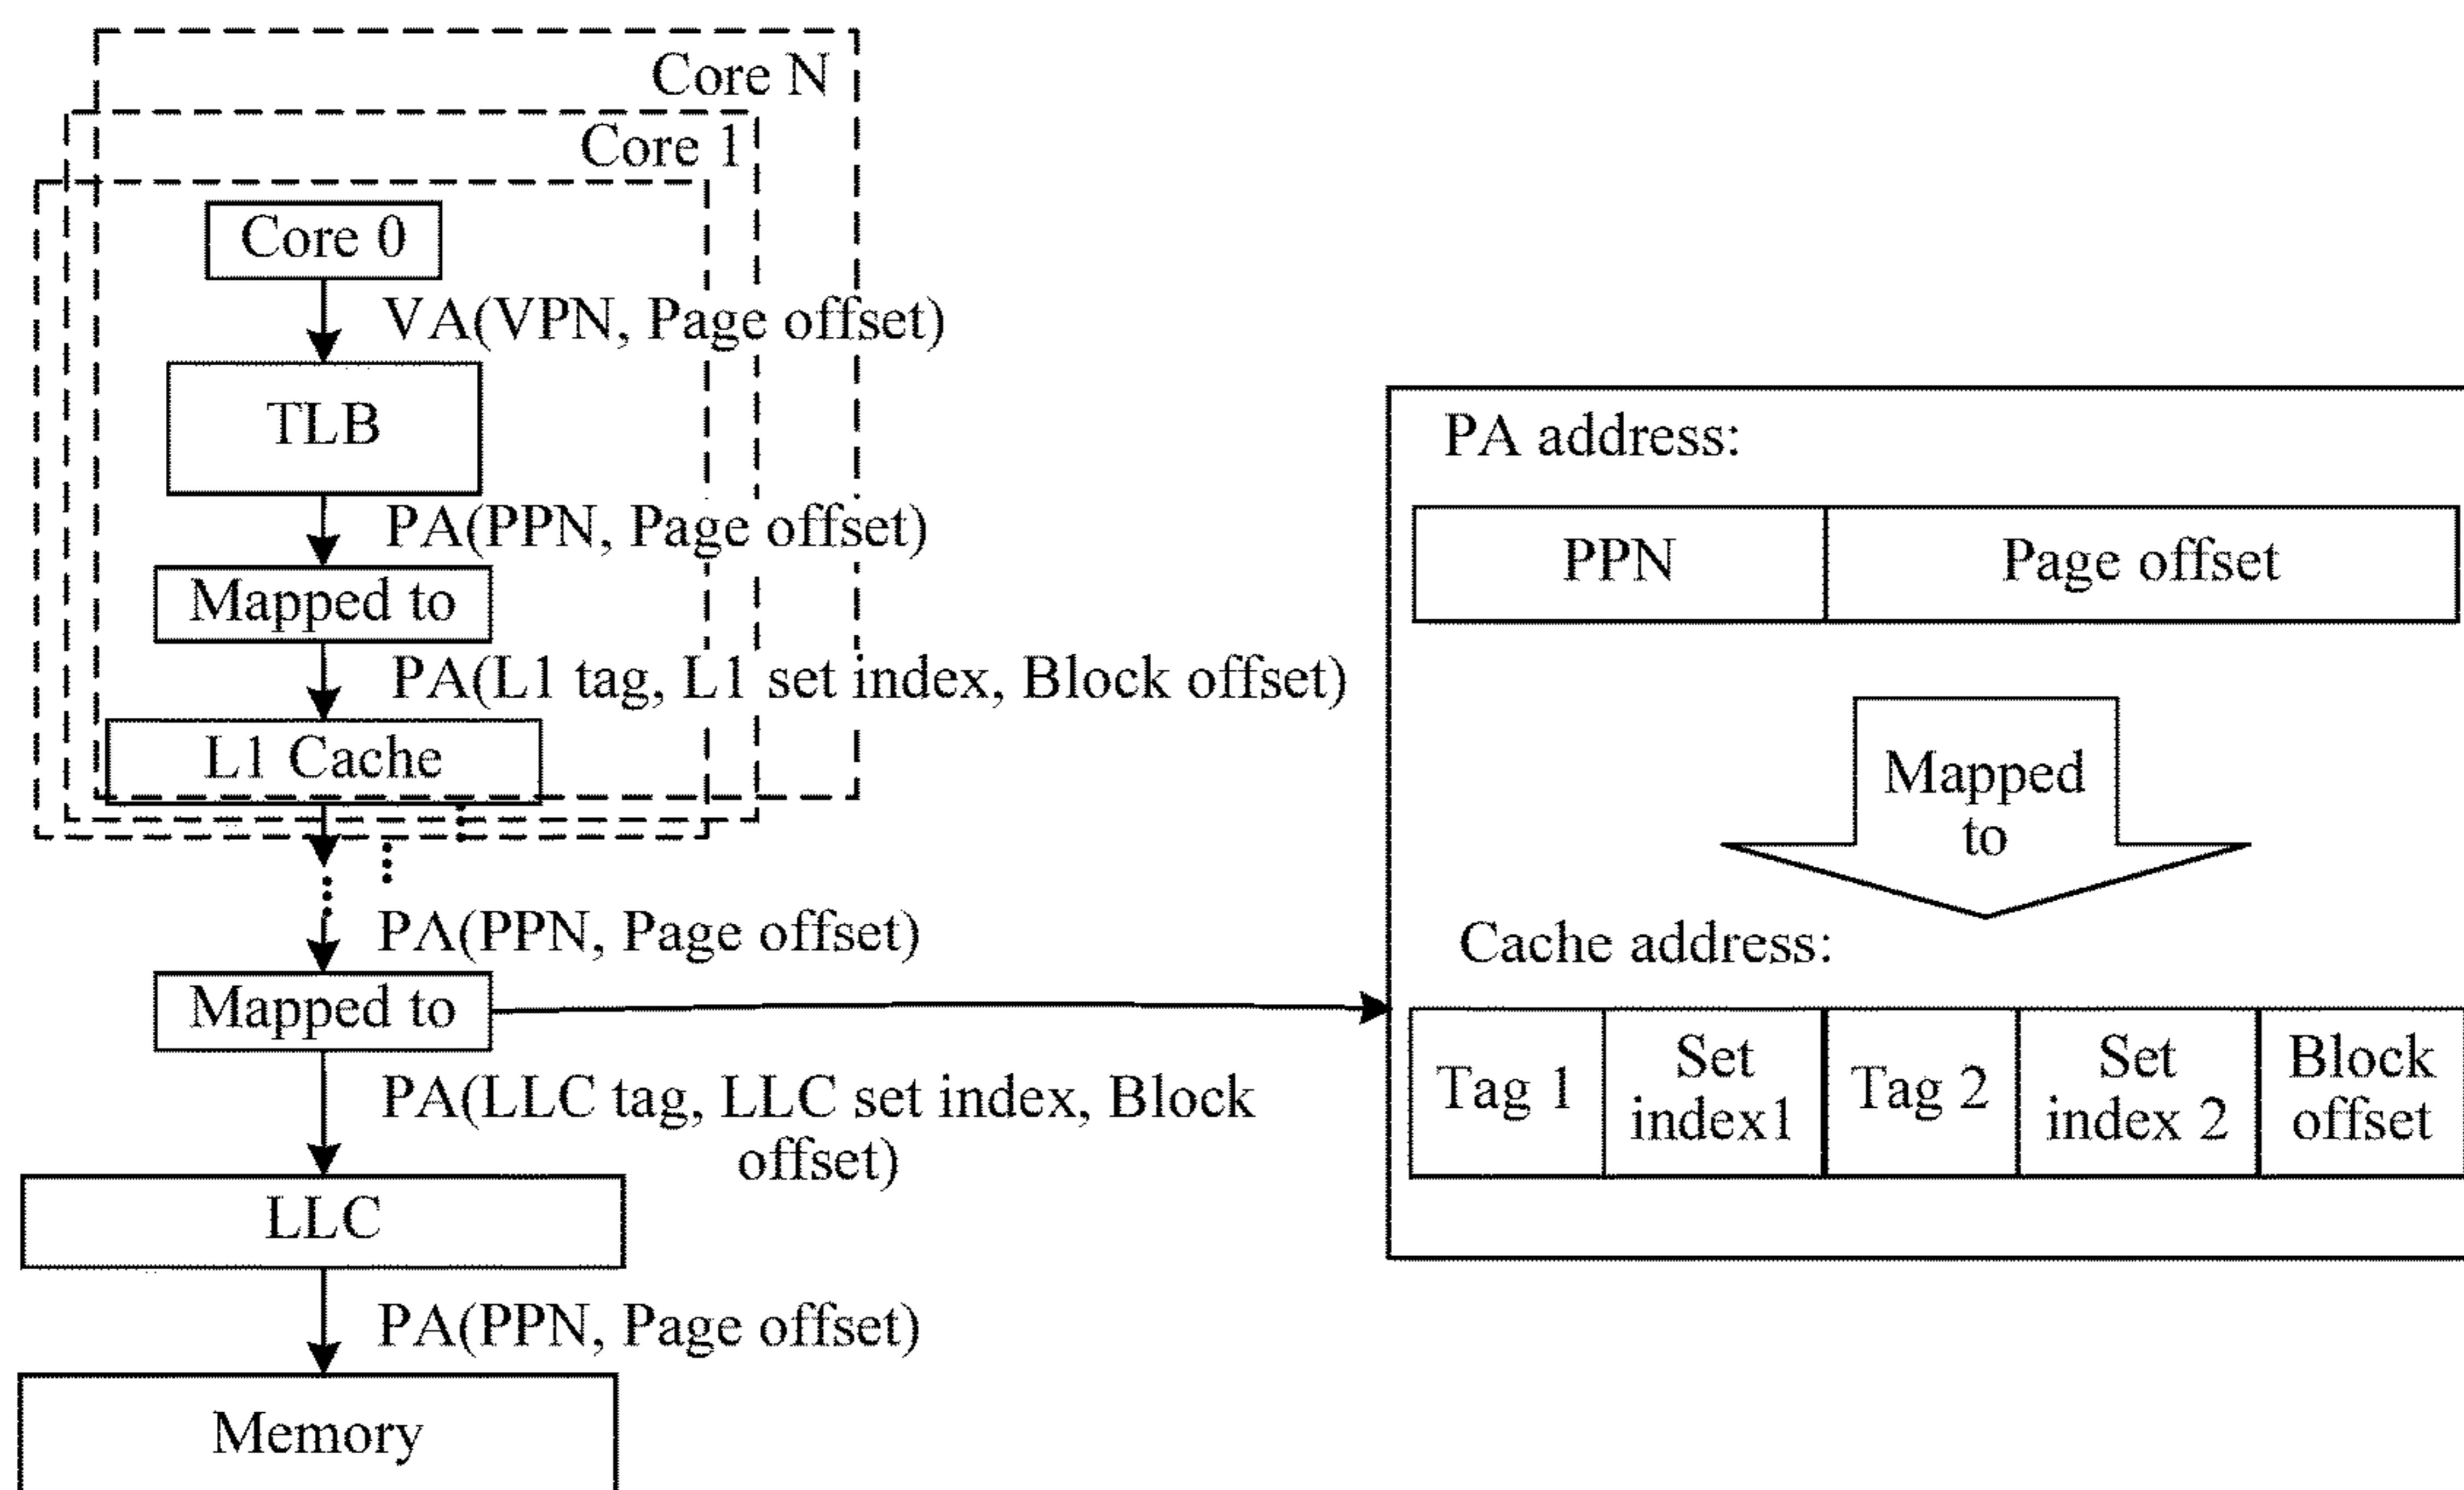 Core N
Core 1
Core 0
VA(VPN, Page offset)
TLB
PA(PPN, Page offset)
Mapped to
PA(L1 tag, L1 set index, Block offset)
L1 Cache
PA(PPN, Page offset)
Mapped to
PA(LLC tag, LLC set index, Block
offset)
LLC
PA(PPN, Page offset)
Memory
PA address:
PPN
Page offset
Mapped
to
Cache address:
Tag 1
Set
index1
Tag 2
Set
index 2
Block
offset